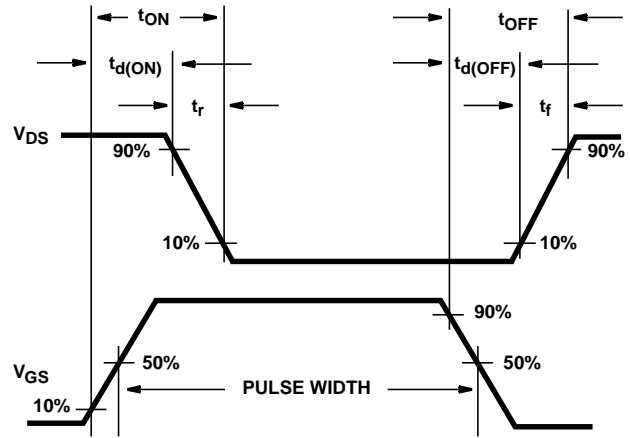 tON tOFF
td(ON) td(OFF)
tr tf
VDS
90% 90%
10% 10%
90%
VGS 50% 50%
PULSE WIDTH
10%